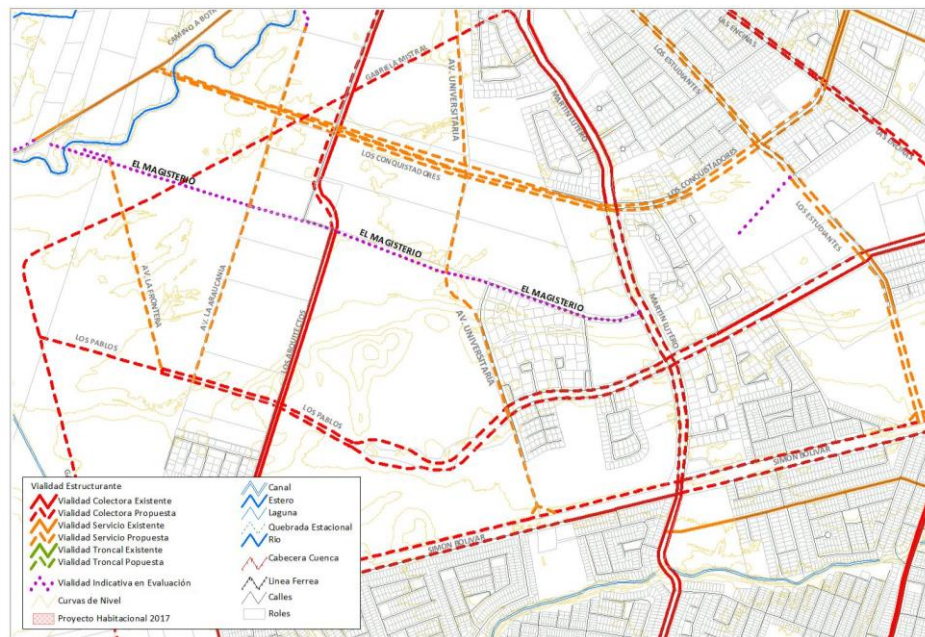 CAMINO A BOTR
GABRIELA MISTRAL
AV. UNIVERSITARIA
MARTIN LUTERO
LOS ESTUDIANTES
LAS ENCINAS
LOS CONQUISTADORES
LOS CONQUISTADORES
EL MAGISTERIO
EL MAGISTERIO
EL MAGISTERIO
LOS ESTUDIANTES
AV. LA FRONTERA
AV. LA ARAUCANIA
LOS ARQUITECTOS
AV. UNIVERSITARIA
MARTIN LUTERO
LOS PABLOS
LOS PABLOS
SIMON BOLIVAR
SIMON BOLIVAR
Vialidad Estructurante
Vialidad Colectora Existente
Vialidad Colectora Propuesta
Vialidad Servicio Existente
Vialidad Servicio Propuesta
Vialidad Troncal Existente
Vialidad Troncal Popuesta
Vialidad Indicativa en Evaluación
Curvas de Nivel
Proyecto Habitacional 2017
Canal
Estero
Laguna
Quebrada Estacional
Río
Cabecera Cuenca
Linea Ferrea
Calles
Roles